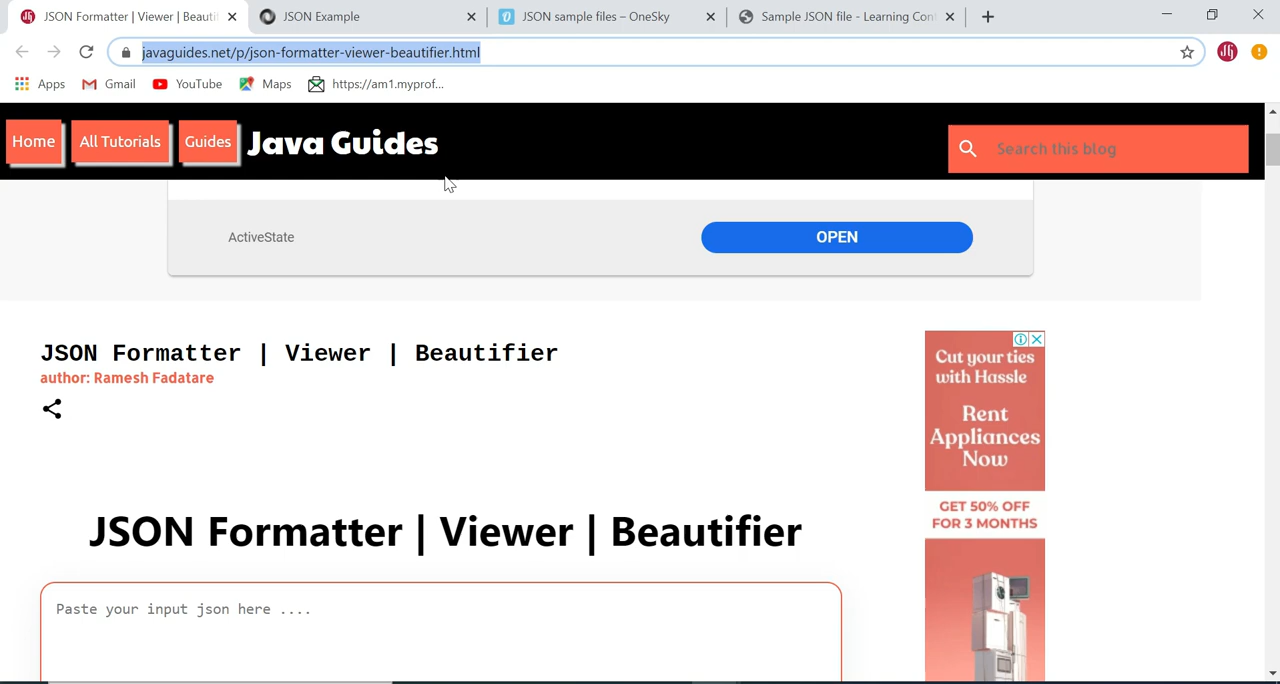 JSON Formatter | Viewer | Beautif
JSON Example
JSON sample files – OneSky
Sample JSON file - Learning Con
javaguides.net/p/json-formatter-viewer-beautifier.html
Apps
Gmail
YouTube
Maps
https://am1.myprof...
Home
All Tutorials
Guides
Java Guides
Search this blog
ActiveState
OPEN
JSON Formatter | Viewer | Beautifier
author: Ramesh Fadatare
Cut your ties
with Hassle
Rent
Appliances
Now
GET 50% OFF
FOR 3 MONTHS
JSON Formatter | Viewer | Beautifier
Paste your input json here ....